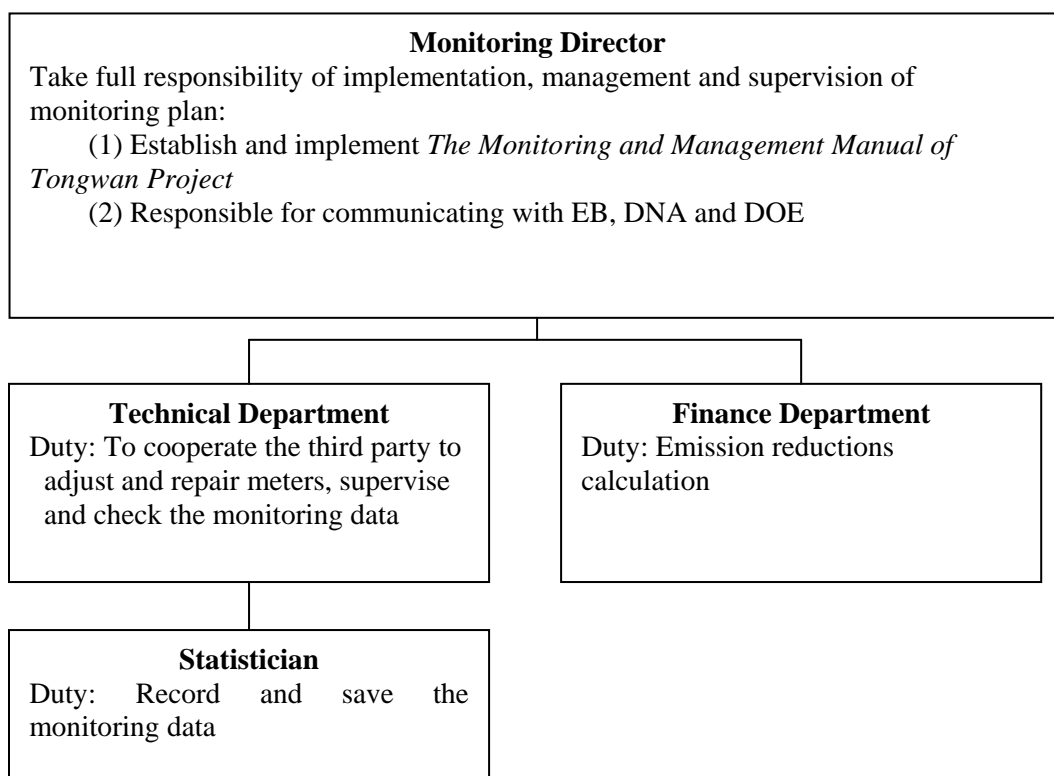 Monitoring Director
Take full responsibility of implementation, management and supervision of
monitoring plan:
(1) Establish and implement The Monitoring and Management Manual of
Tongwan Project
(2) Responsible for communicating with EB, DNA and DOE
Technical Department
Duty: To cooperate the third party to
adjust and repair meters, supervise
and check the monitoring data
Finance Department
Duty: Emission reductions
calculation
Statistician
Duty: Record and save the
monitoring data